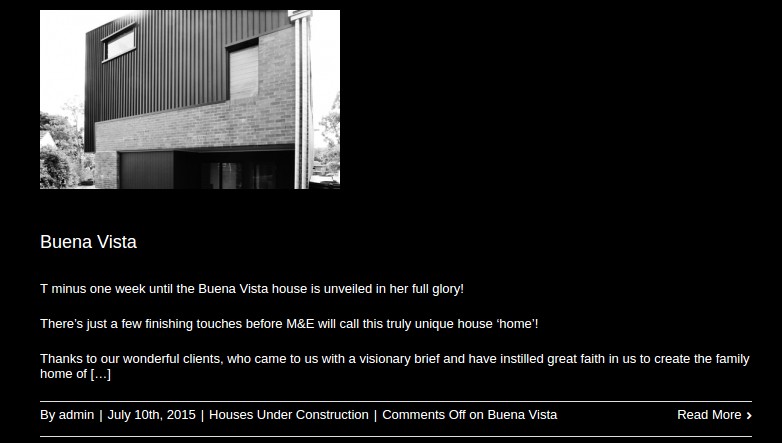 Buena Vista
T minus one week until the Buena Vista house is unveiled in her full glory!
There’s just a few finishing touches before M&E will call this truly unique house ‘home’!
Thanks to our wonderful clients, who came to us with a visionary brief and have instilled great faith in us to create the family
home of […]
By admin | July 10th, 2015 | Houses Under Construction | Comments Off on Buena Vista Read More ›